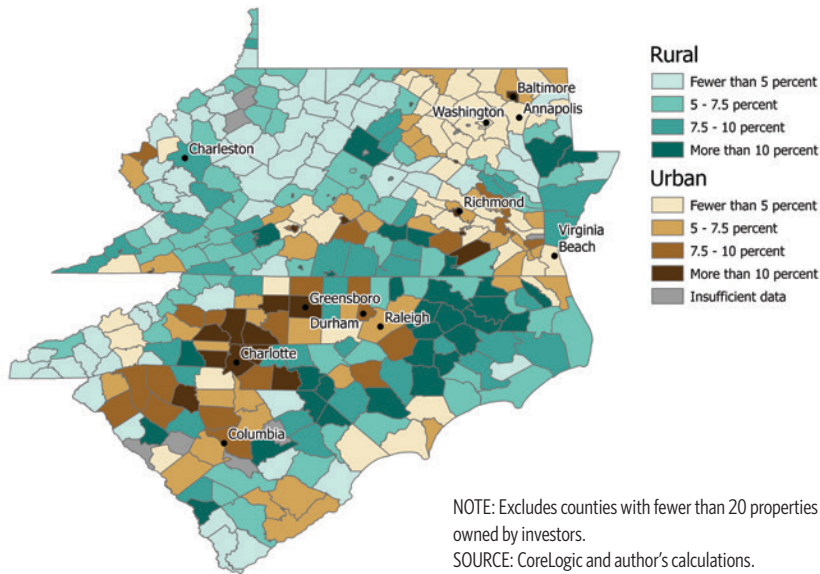 Rural
Fewer than 5 percent
5 - 7.5 percent
7.5 - 10 percent
More than 10 percent
Urban
Fewer than 5 percent
5 - 7.5 percent
7.5 - 10 percent
More than 10 percent
Insufficient data
Baltimore
Washington
Annapolis
Charleston
Richmond
Virginia
Beach
Greensboro
Durham
Raleigh
Charlotte
Columbia
NOTE: Excludes counties with fewer than 20 properties
owned by investors.
SOURCE: CoreLogic and author’s calculations.